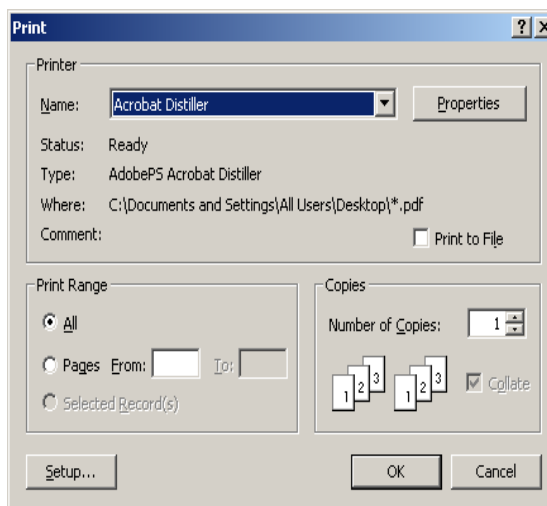 Print
Printer
Name: Acrobat Distiller Properties
Status: Ready
Type: AdobePS Acrobat Distiller
Where: C:\Documents and Settings\All Users\Desktop\*.pdf
Comment: Print to File
Print Range
All
Pages From: To:
Selected Record(s)
Copies
Number of Copies: 1
1 2 3 1 2 3 Collate
Setup... OK Cancel